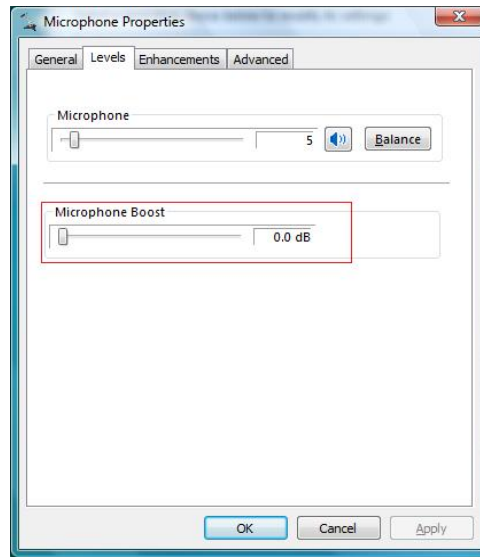 Microphone Properties
General Levels Enhancements Advanced
Microphone
5 Balance
Microphone Boost
0.0 dB
OK Cancel Apply